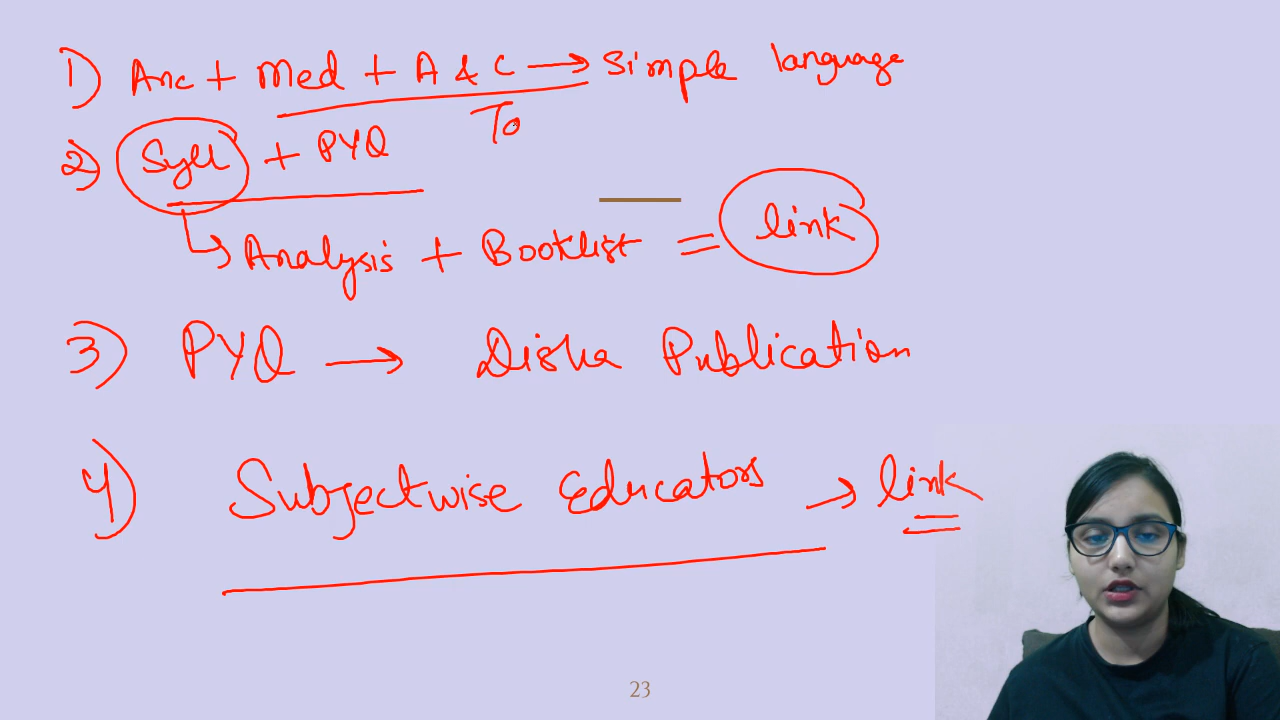 1) Anc + Med + A & C → Simple language
To
2) Syll + PYQ
↳ Analysis + Booklist = link
3) PYQ → Disha Publication
4) Subjectwise Educators → link
23